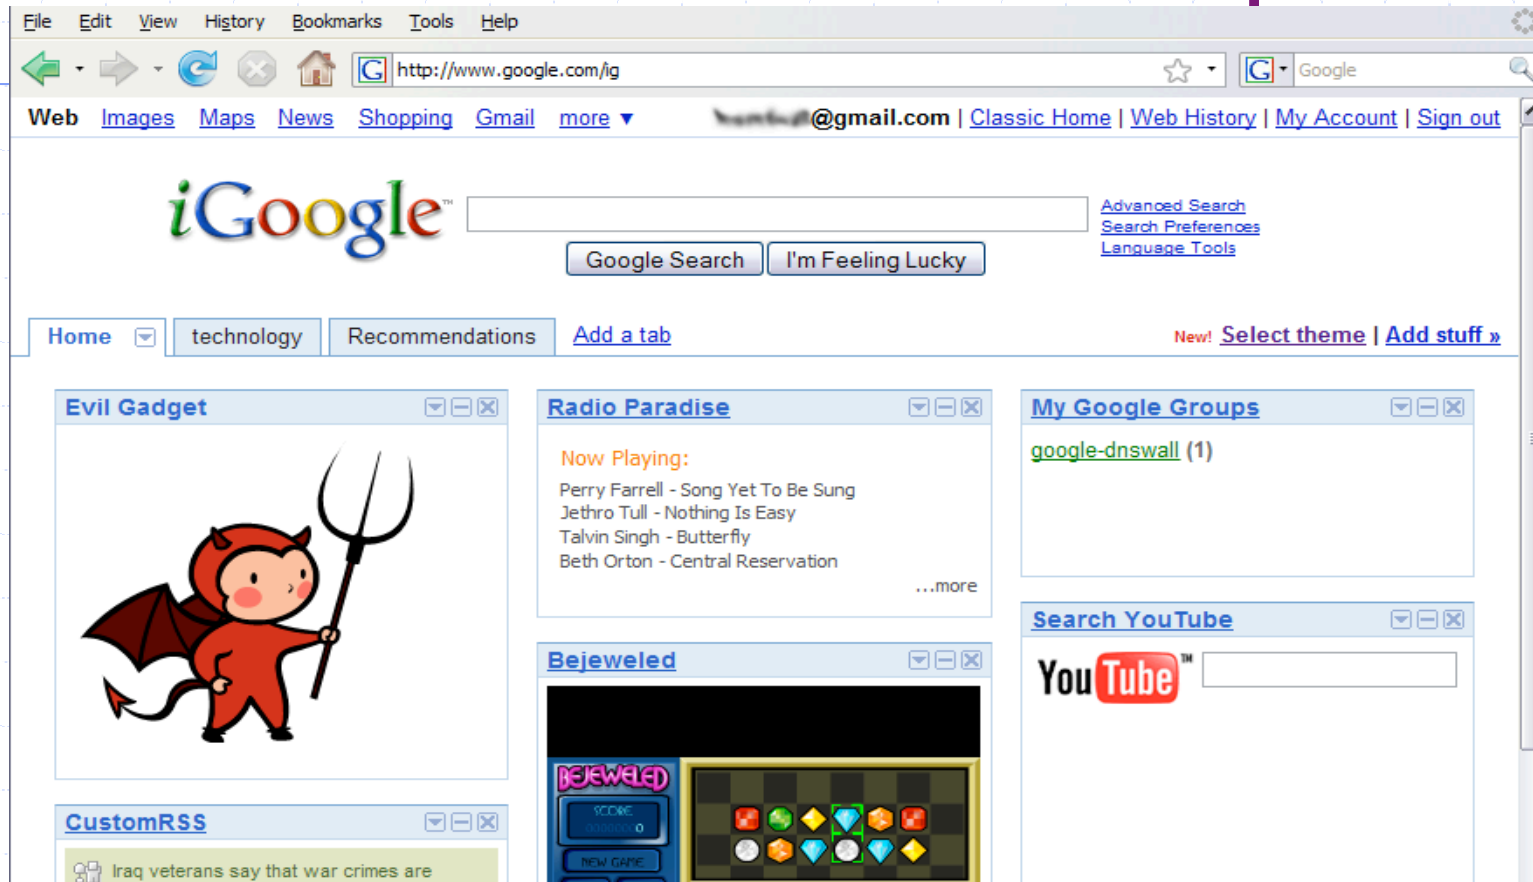 File Edit View History Bookmarks Tools Help
http://www.google.com/ig
Google
Web Images Maps News Shopping Gmail more ▼ @gmail.com | Classic Home | Web History | My Account | Sign out
iGoogle™
Advanced Search
Search Preferences
Language Tools
Google Search I'm Feeling Lucky
Home technology Recommendations Add a tab New! Select theme | Add stuff »
Evil Gadget
Radio Paradise
Now Playing:
Perry Farrell - Song Yet To Be Sung
Jethro Tull - Nothing Is Easy
Talvin Singh - Butterfly
Beth Orton - Central Reservation
...more
My Google Groups
google-dnswall (1)
Search YouTube
YouTube™
Bejeweled
BEJEWELED
SCORE
0
NEW GAME
CustomRSS
Iraq veterans say that war crimes are